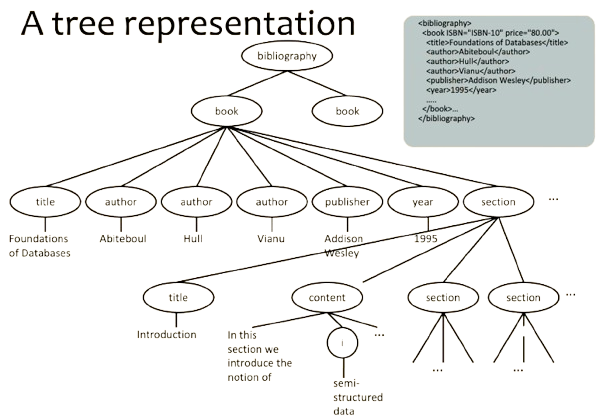 A tree representation
<bibliography>
<book ISBN="ISBN-10" price="80.00">
<title>Foundations of Databases</title>
<author>Abiteboul</author>
<author>Hull</author>
<author>Vianu</author>
<publisher>Addison Wesley</publisher>
<year>1995</year>
.....
</book>...
</bibliography>
bibliography
book book
title author author author publisher year section ...
Foundations Abiteboul Hull Vianu Addison 1995
of Databases Wesley
title content section section ...
Introduction In this i ...
section we
introduce the
notion of ... ...
semi-
structured
data